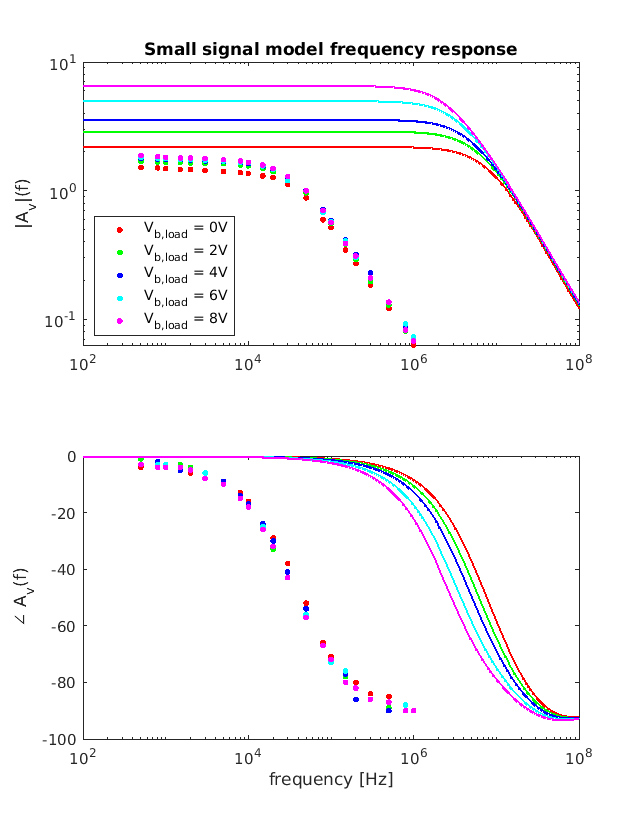 Small signal model frequency response
10^1
10^0
10^-1
|A_v|(f)
V_b,load = 0V
V_b,load = 2V
V_b,load = 4V
V_b,load = 6V
V_b,load = 8V
10^2 10^4 10^6 10^8
0
-20
-40
-60
-80
-100
∠ A_v(f)
10^2 10^4 10^6 10^8
frequency [Hz]